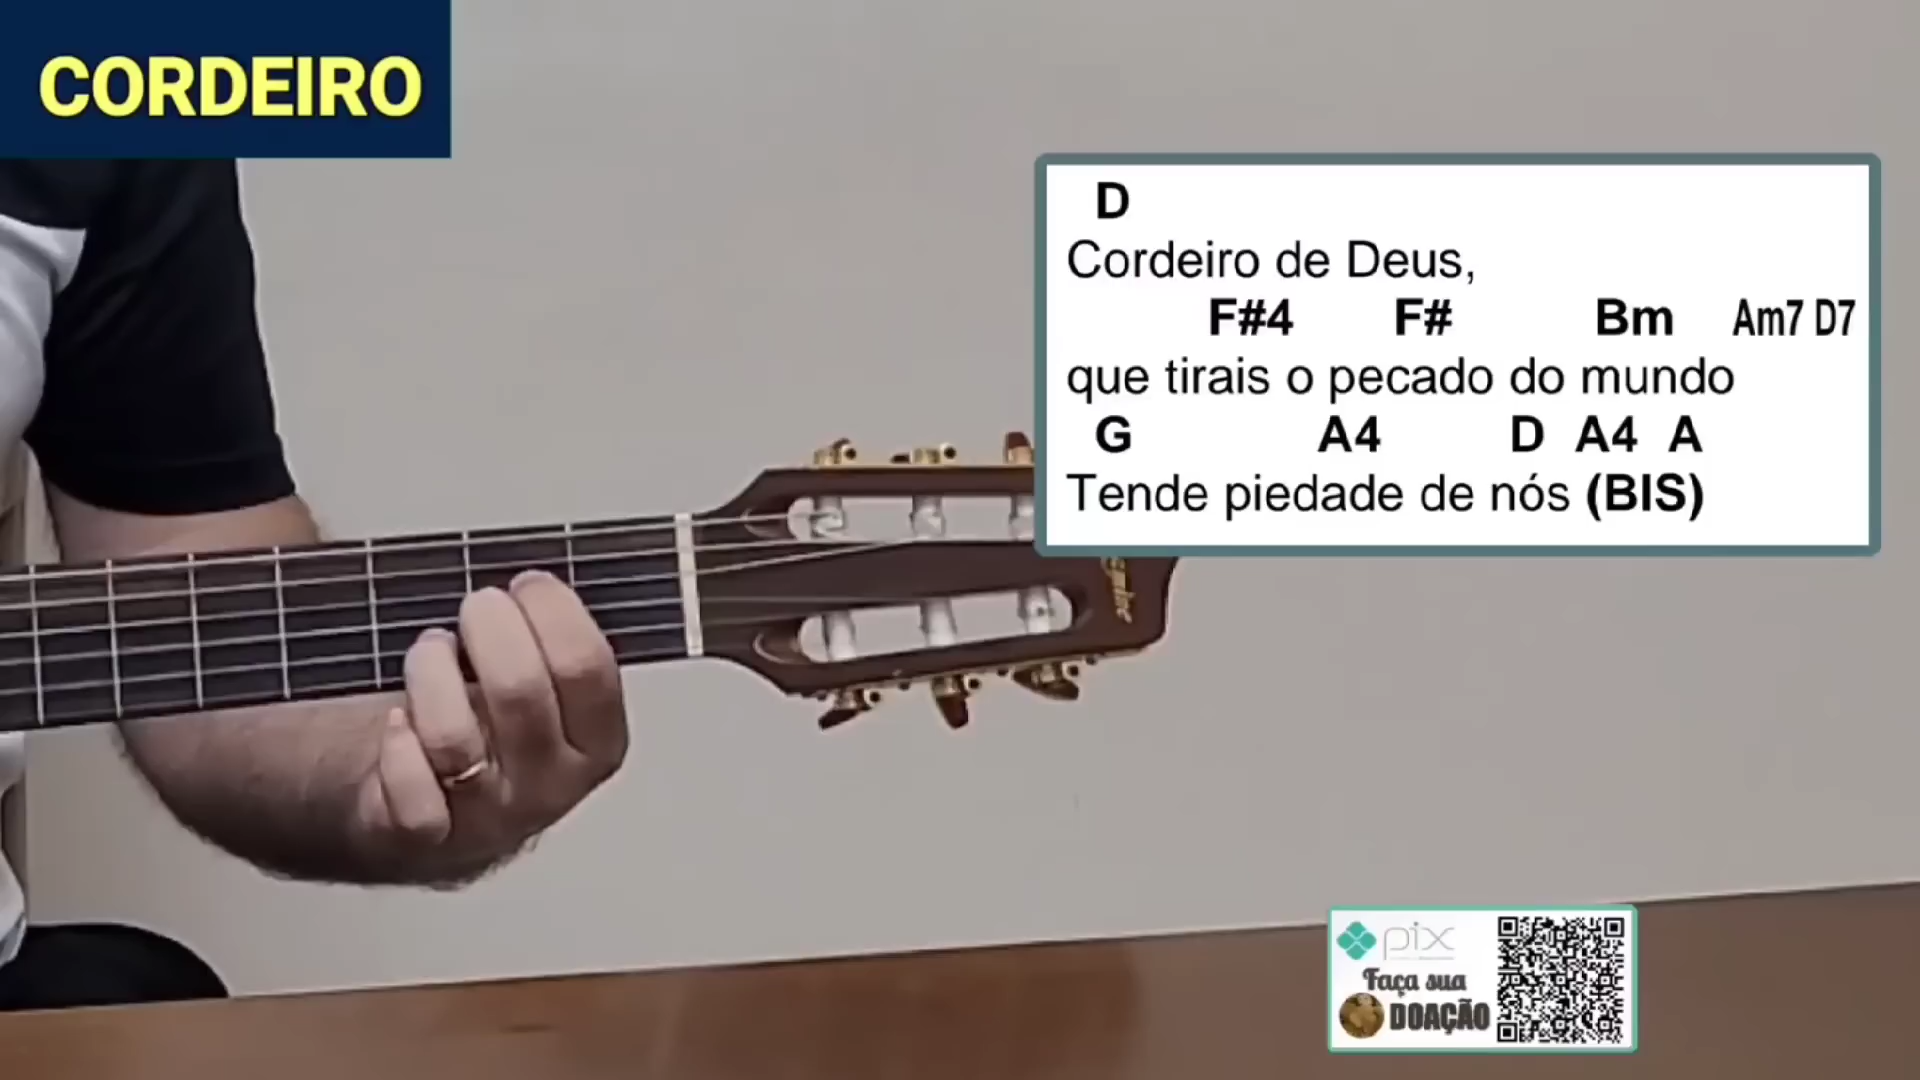 CORDEIRO
D
Cordeiro de Deus,
F#4 F# Bm Am7 D7
que tirais o pecado do mundo
G A4 D A4 A
Tende piedade de nós (BIS)
pix
Faça sua
DOAÇÃO